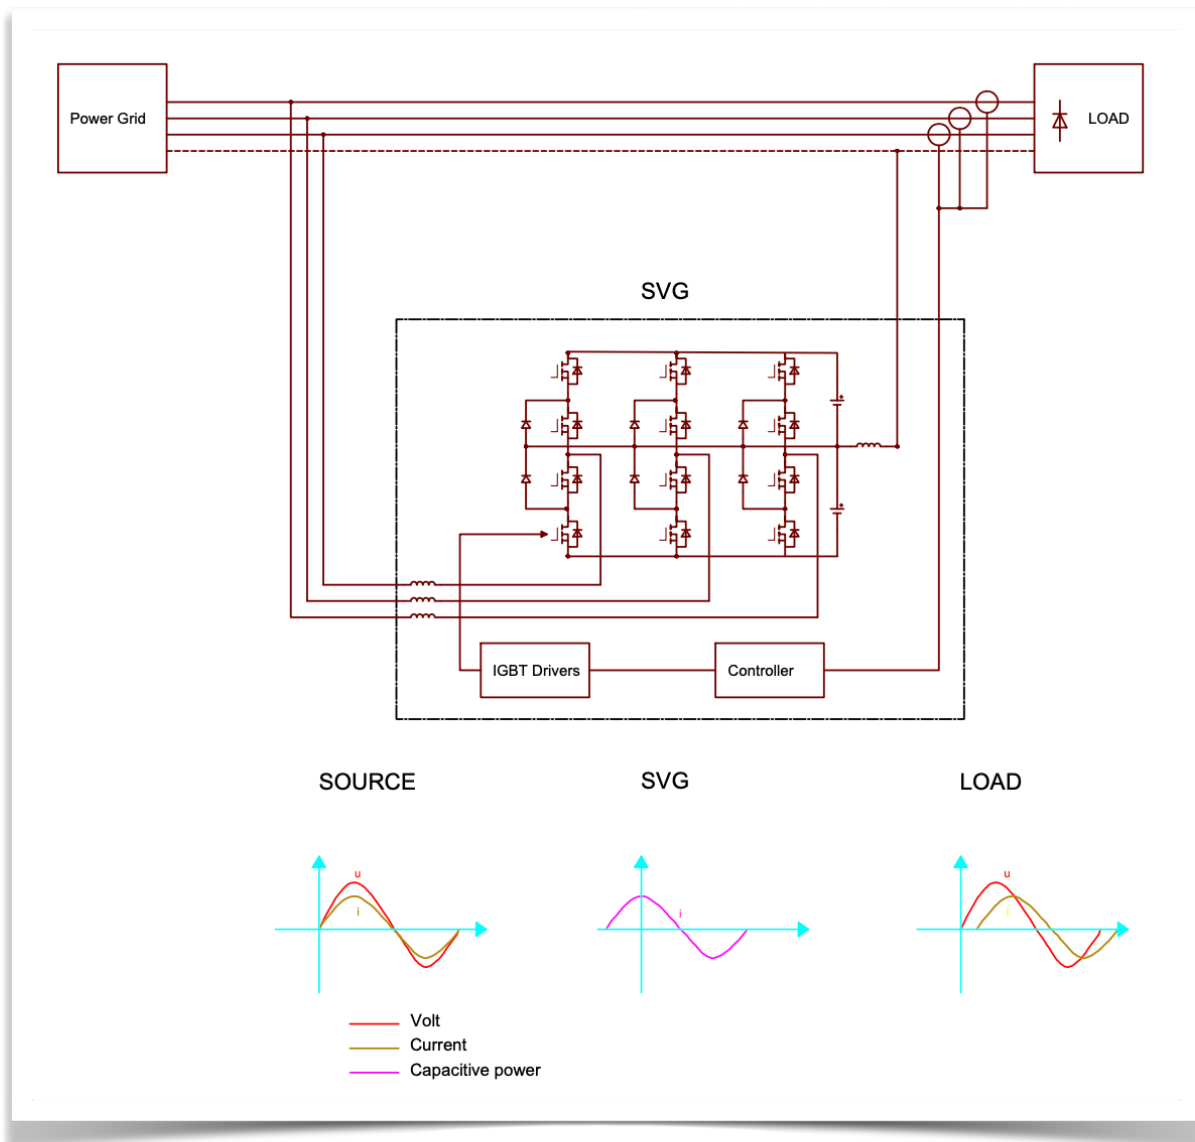 Power Grid
LOAD
SVG
IGBT Drivers
Controller
SOURCE
SVG
LOAD
u
i
i
u
i
Volt
Current
Capacitive power